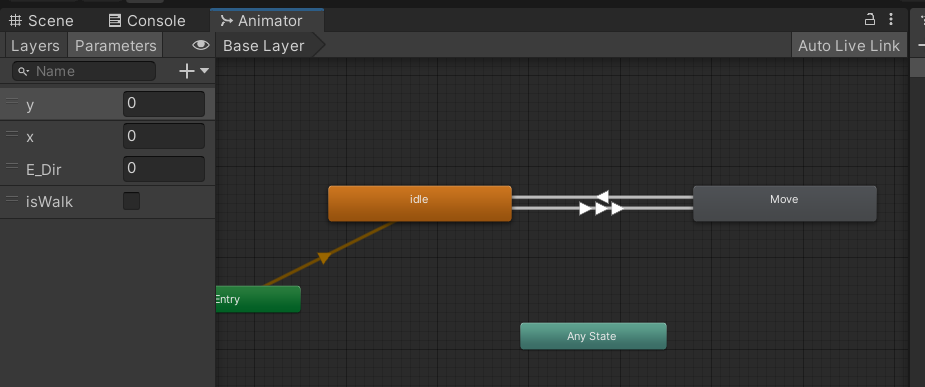 Scene
Console
Animator
Layers
Parameters
Base Layer
Auto Live Link
Name
y
0
x
0
E_Dir
0
isWalk
idle
Move
Entry
Any State